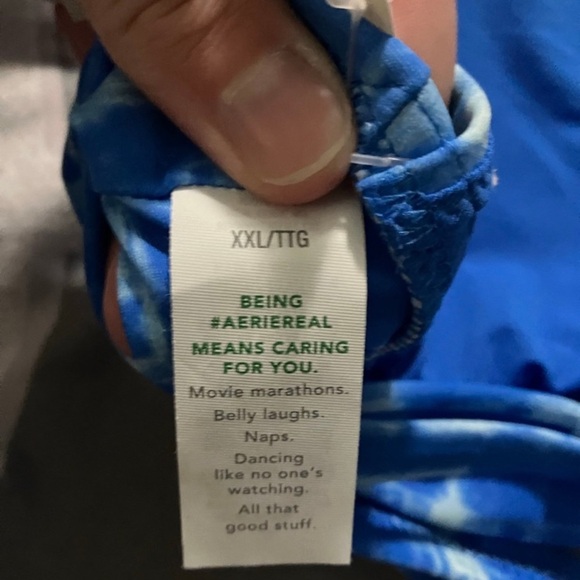 XXL/TTG
BEING
#AERIEREAL
MEANS CARING
FOR YOU.
Movie marathons.
Belly laughs.
Naps.
Dancing
like no one's
watching.
All that
good stuff.